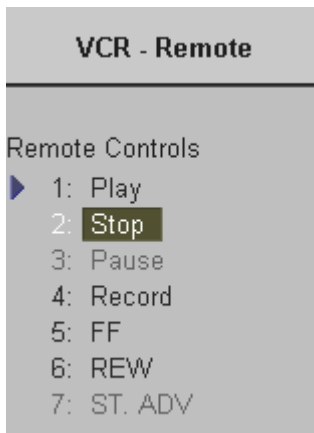 VCR - Remote
Remote Controls
1: Play
2: Stop
3: Pause
4: Record
5: FF
6: REW
7: ST. ADV